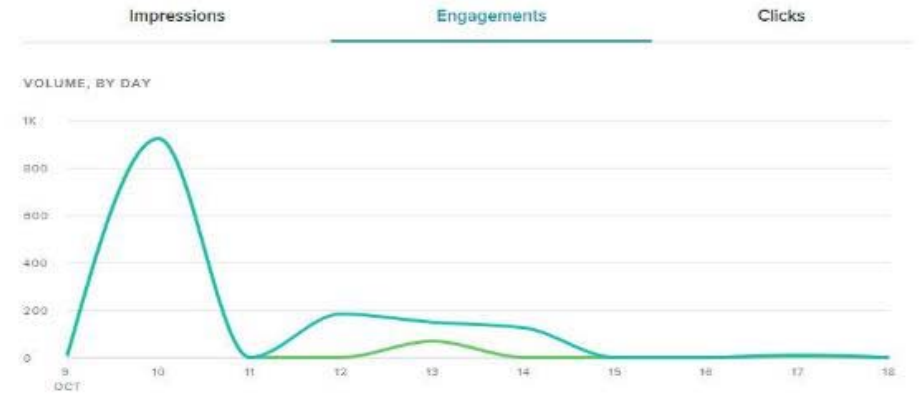 Impressions Engagements Clicks
VOLUME, BY DAY
1K
800
600
400
200
0
9 10 11 12 13 14 15 16 17 18
OCT